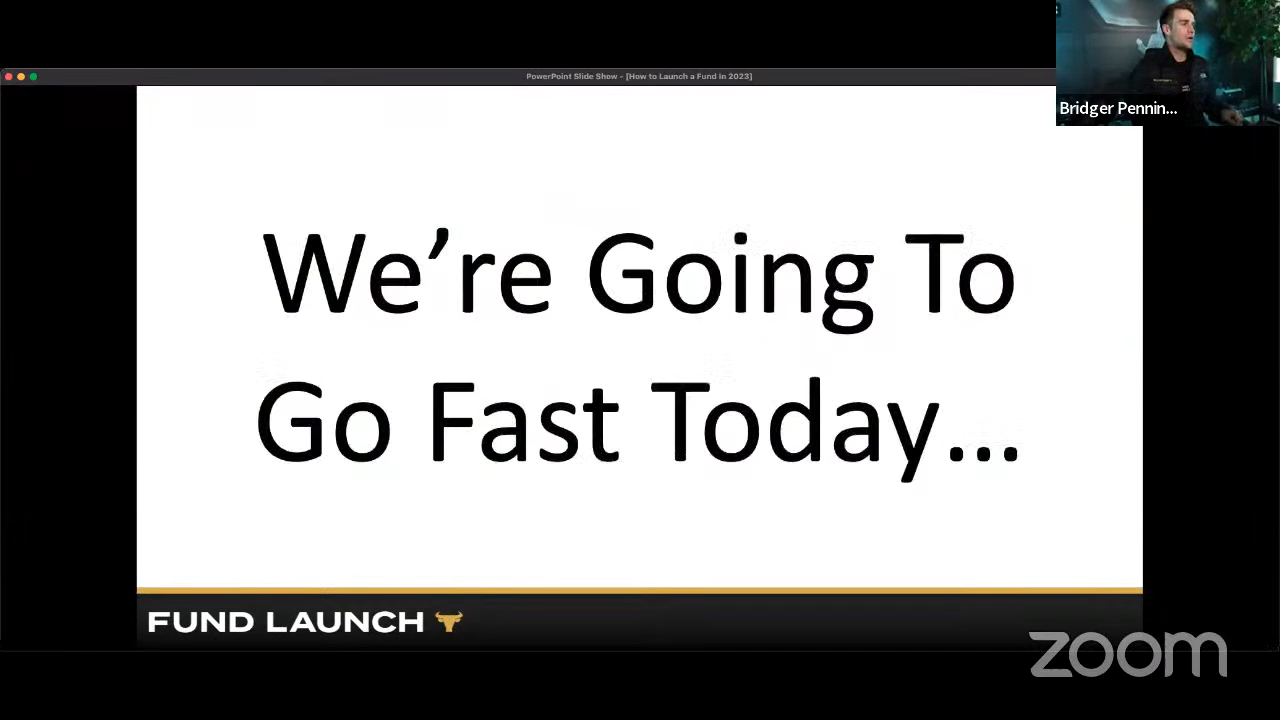 PowerPoint Slide Show - [How to Launch a Fund In 2023]
Bridger Pennin...
We’re Going To
Go Fast Today...
FUND LAUNCH
zoom